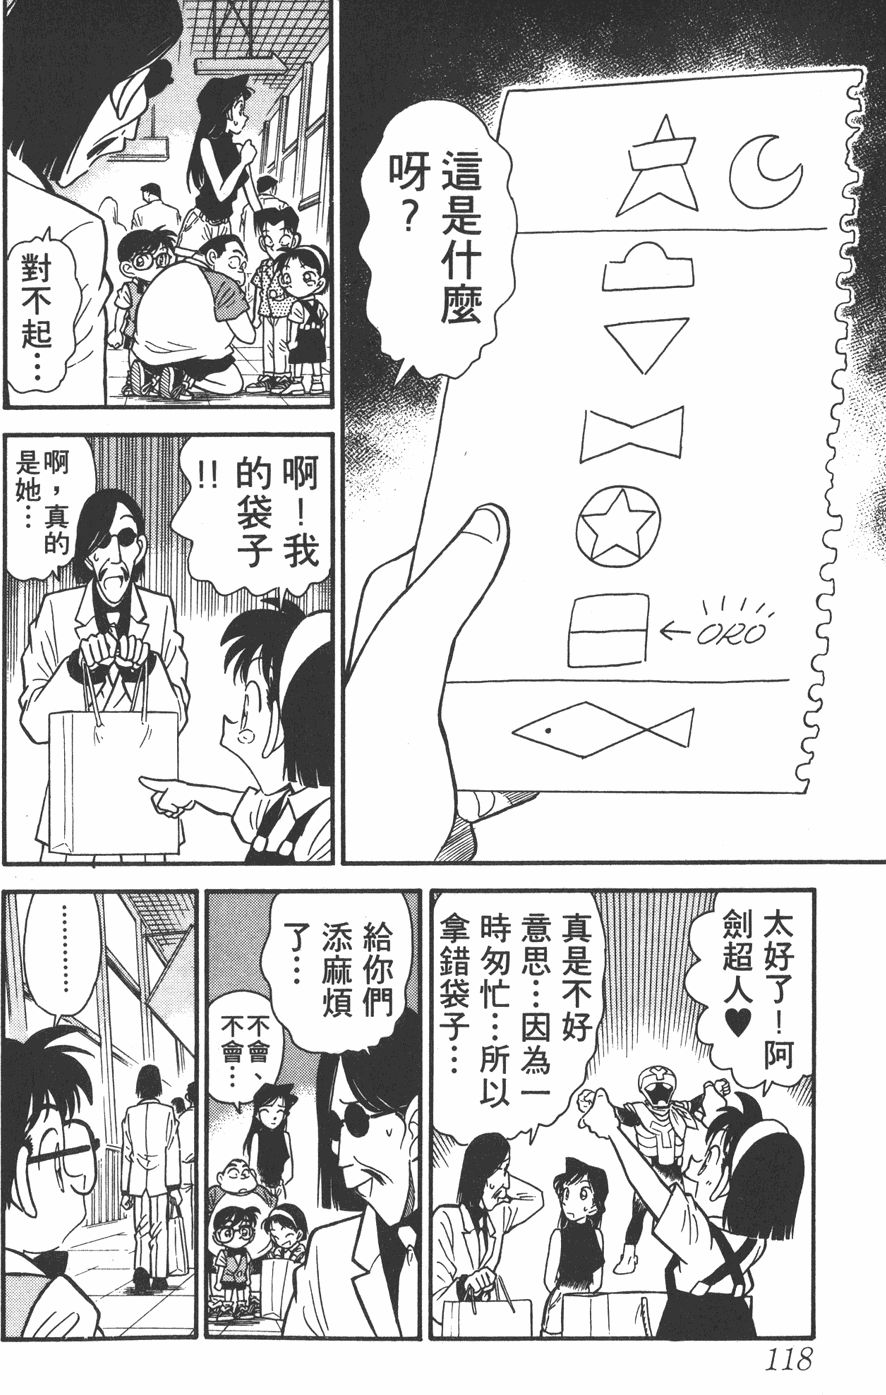 這是什麼
呀？
ORO
對不起…
啊！我
的袋子
!!
啊，真的
是她…
太好了！阿
劍超人♥
真是不好
意思…因為一
時匆忙…所以
拿錯袋子…
給你們
添麻煩
了…
不會、
不會…
……
118